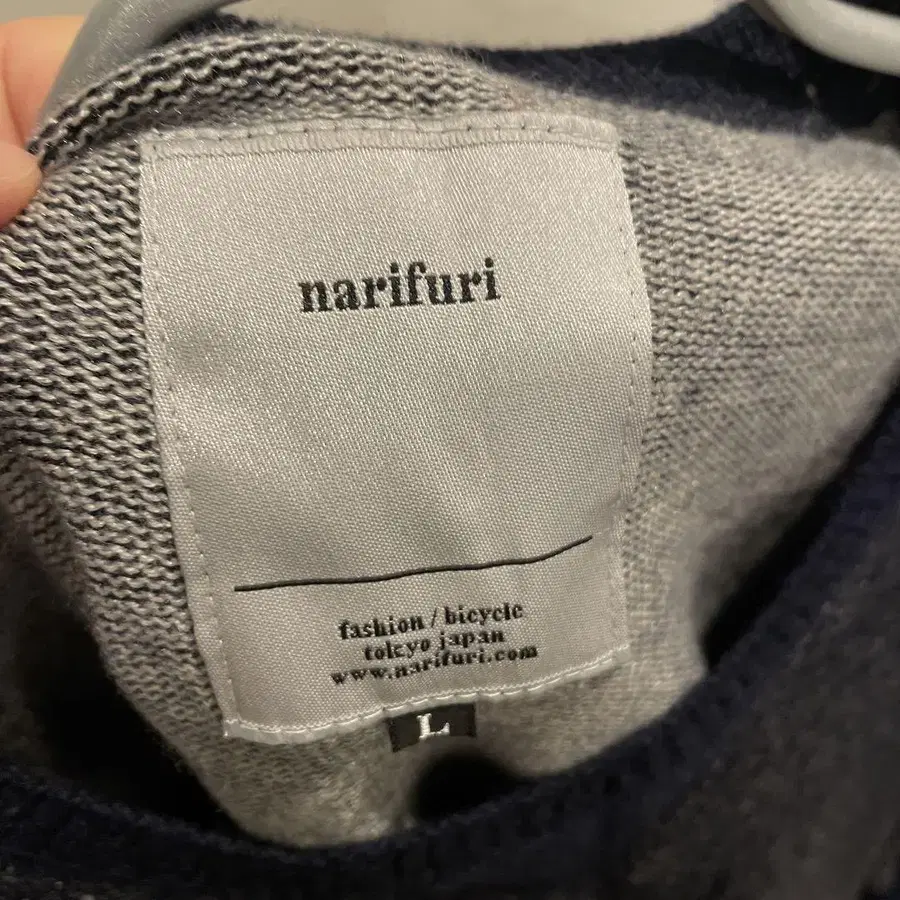 narifuri
fashion / bicycle
tokyo japan
www.narifuri.com
L